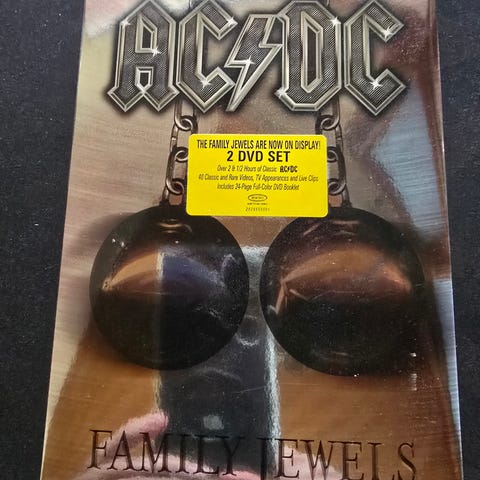 AC⚡DC
THE FAMILY JEWELS ARE NOW ON DISPLAY!
2 DVD SET
Over 2 & 1/2 Hours of Classic AC⚡DC
40 Classic and Rare Videos, TV Appearances and Live Clips
Includes 24-Page Full-Color DVD Booklet
FAMILY JEWELS